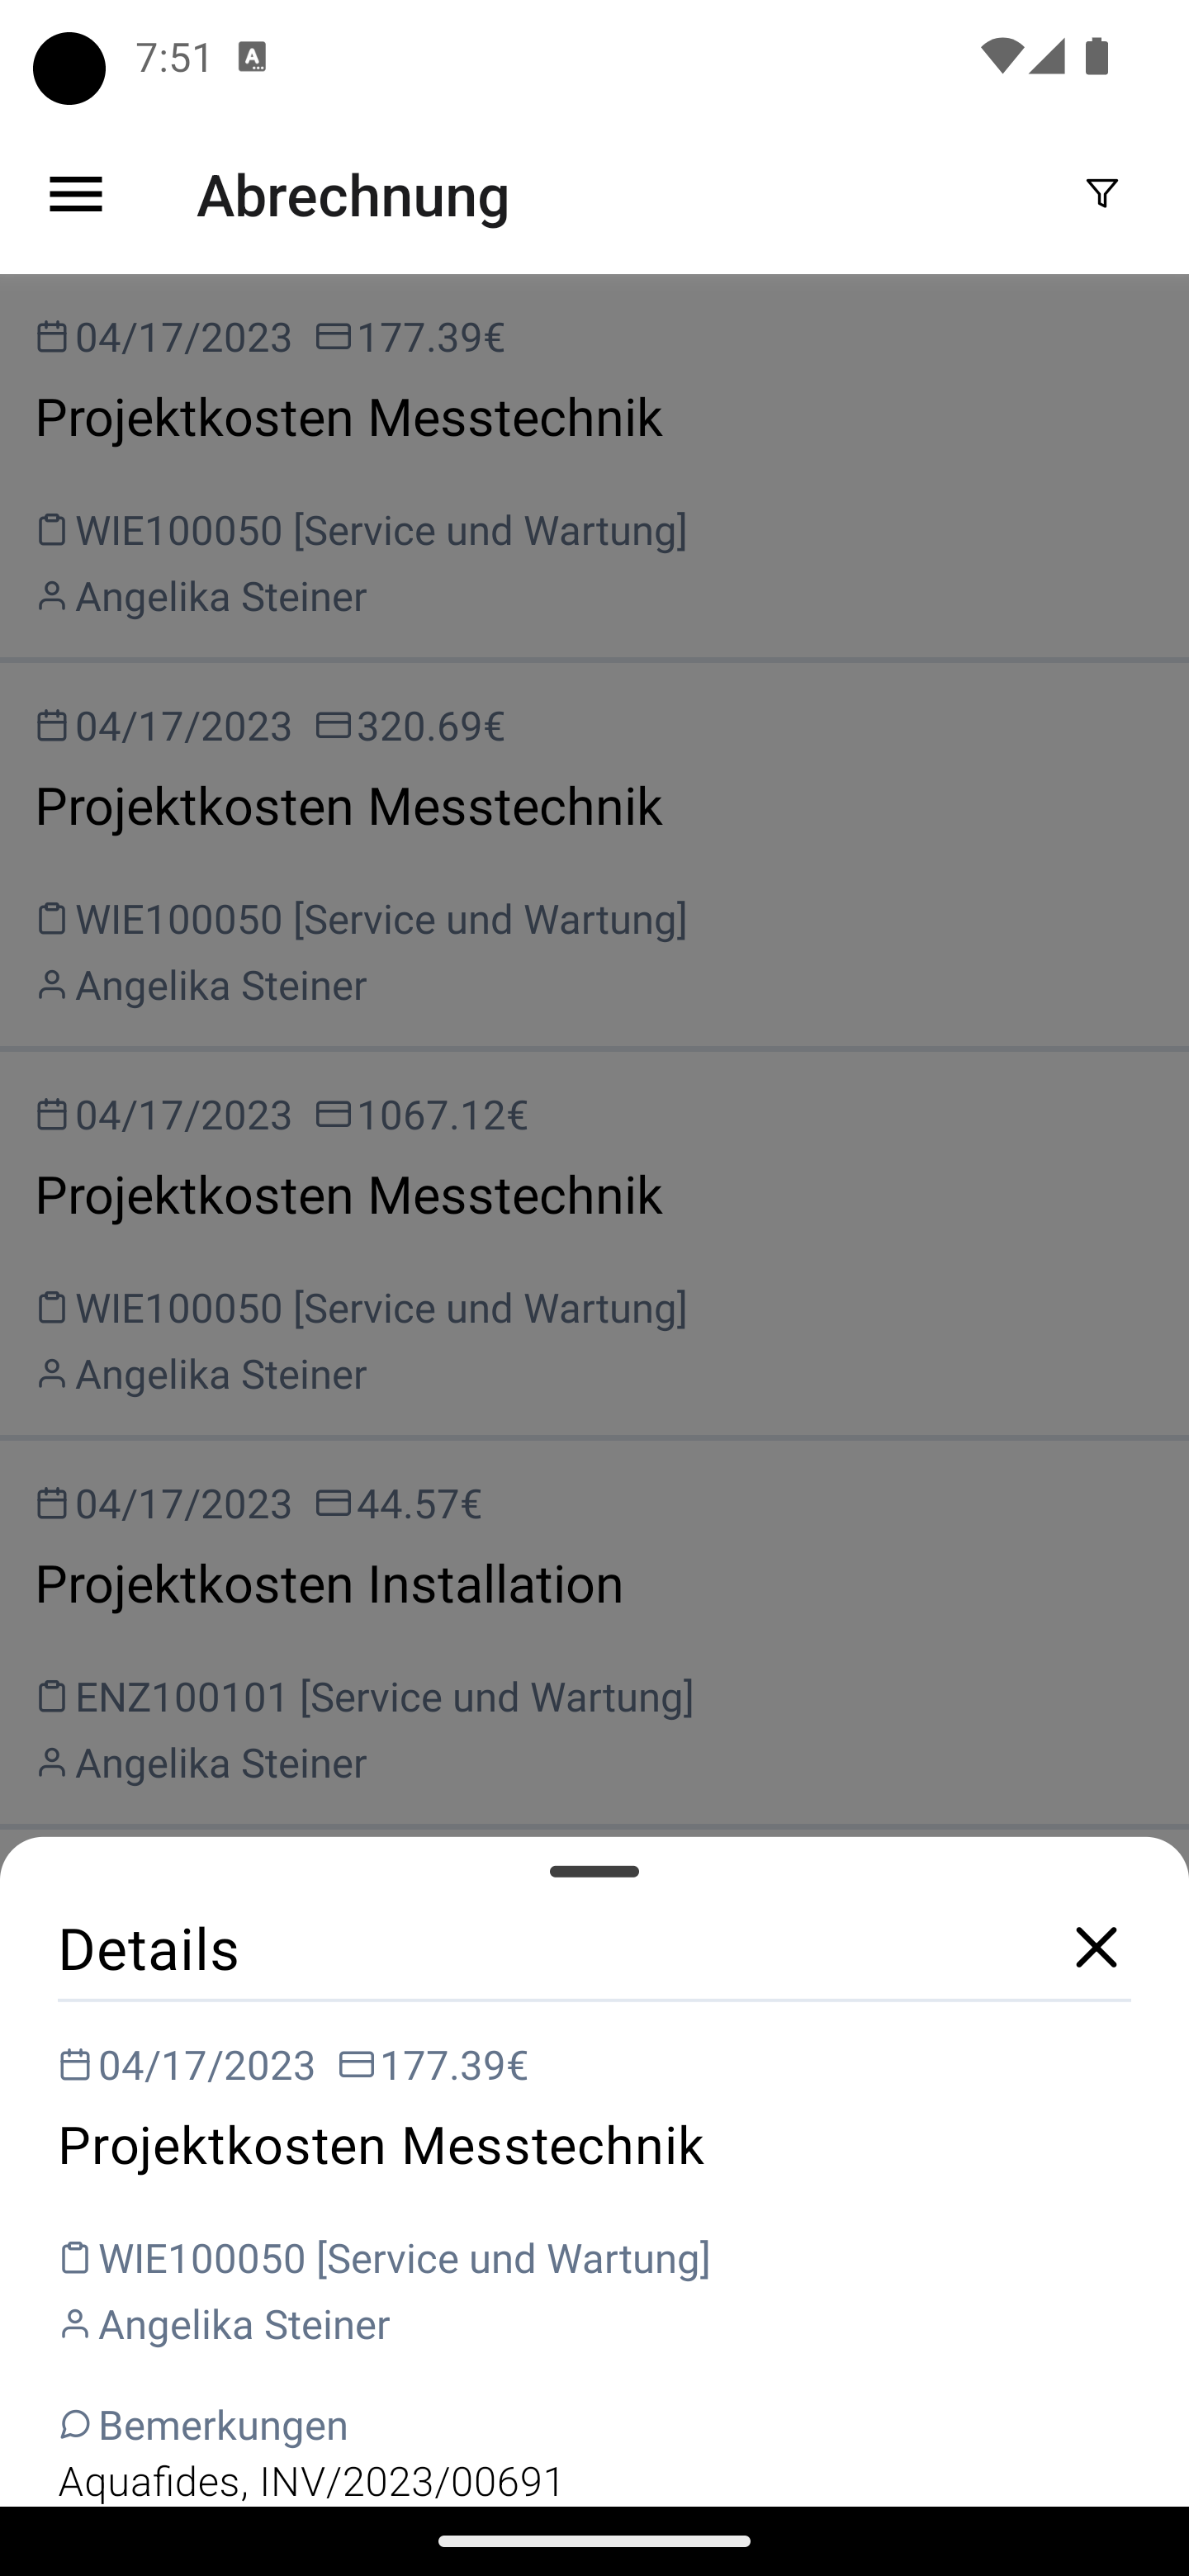 7:51
Abrechnung
04/17/2023 177.39€
Projektkosten Messtechnik
WIE100050 [Service und Wartung]
Angelika Steiner
04/17/2023 320.69€
Projektkosten Messtechnik
WIE100050 [Service und Wartung]
Angelika Steiner
04/17/2023 1067.12€
Projektkosten Messtechnik
WIE100050 [Service und Wartung]
Angelika Steiner
04/17/2023 44.57€
Projektkosten Installation
ENZ100101 [Service und Wartung]
Angelika Steiner
Details
04/17/2023 177.39€
Projektkosten Messtechnik
WIE100050 [Service und Wartung]
Angelika Steiner
Bemerkungen
Aquafides, INV/2023/00691